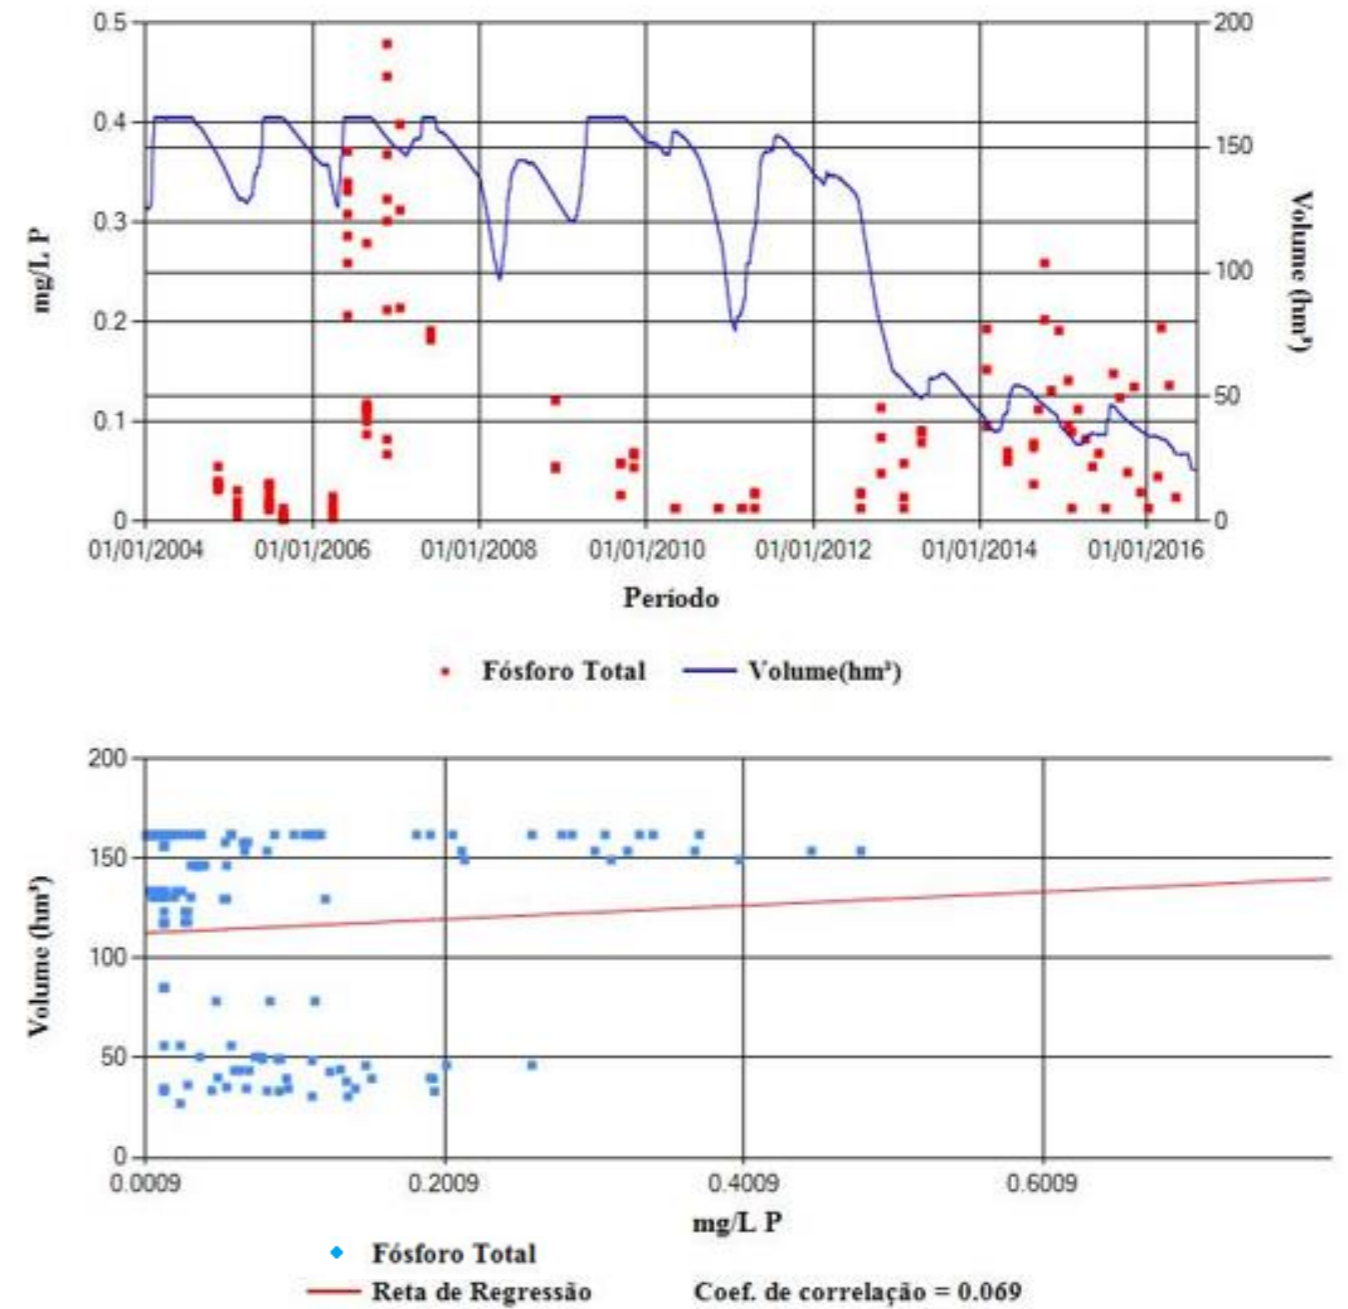 0.5 200
0.4
150
mg/L P 0.3 Volume (hm³)
100
0.2
50
0.1
0 0
01/01/2004 01/01/2006 01/01/2008 01/01/2010 01/01/2012 01/01/2014 01/01/2016
Período
Fósforo Total Volume(hm³)
200
150
Volume (hm³) 100
50
0
0.0009 0.2009 0.4009 0.6009
mg/L P
Fósforo Total
Reta de Regressão Coef. de correlação = 0.069